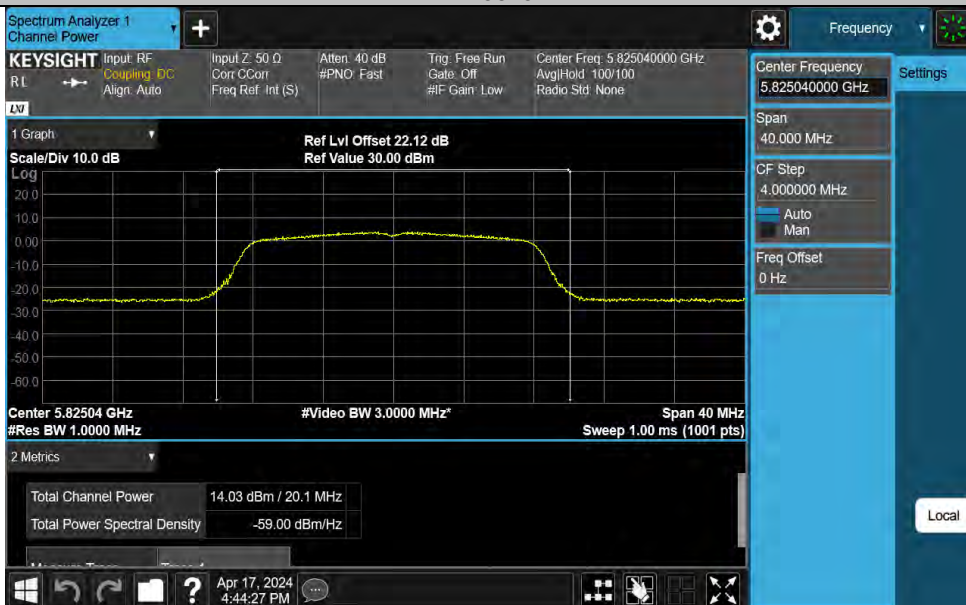 Spectrum Analyzer 1
Channel Power
+
Frequency
KEYSIGHT
RL
LXI
Input: RF
Coupling: DC
Align: Auto
Input Z: 50 Ω
Corr CCorr
Freq Ref: Int (S)
Atten: 40 dB
#PNO: Fast
Trig: Free Run
Gate: Off
#IF Gain: Low
Center Freq: 5.825040000 GHz
Avg|Hold: 100/100
Radio Std: None
Center Frequency
5.825040000 GHz
Settings
Span
40.000 MHz
CF Step
4.000000 MHz
Auto
Man
Freq Offset
0 Hz
Local
1 Graph
Scale/Div 10.0 dB
Ref Lvl Offset 22.12 dB
Ref Value 30.00 dBm
Log
20.0
10.0
0.00
-10.0
-20.0
-30.0
-40.0
-50.0
-60.0
Center 5.82504 GHz
#Video BW 3.0000 MHz*
Span 40 MHz
#Res BW 1.0000 MHz
Sweep 1.00 ms (1001 pts)
2 Metrics
Total Channel Power 14.03 dBm / 20.1 MHz
Total Power Spectral Density -59.00 dBm/Hz
?
Apr 17, 2024
4:44:27 PM